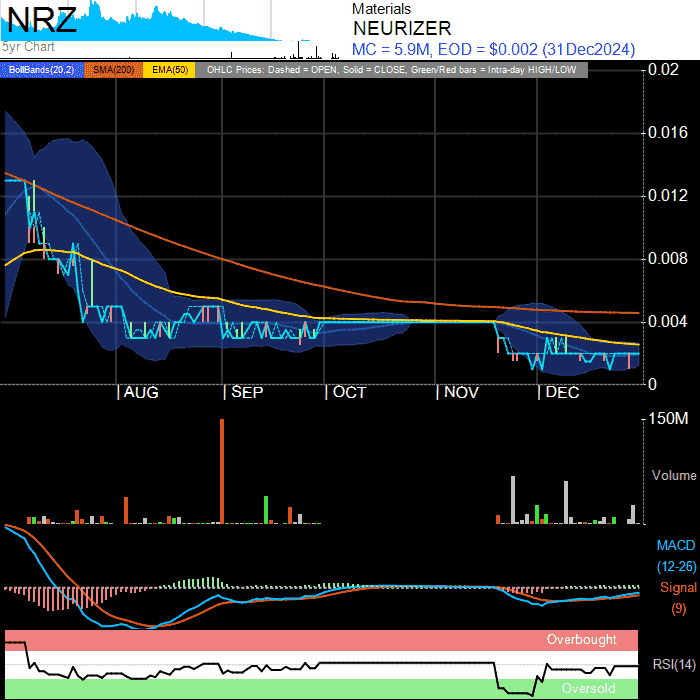 NRZ
5yr Chart
Materials
NEURIZER
MC = 5.9M, EOD = $0.002 (31Dec2024)
BollBands(20,2) SMA(200) EMA(50) OHLC Prices: Dashed = OPEN, Solid = CLOSE, Green/Red bars = Intra-day HIGH/LOW
0.02
0.016
0.012
0.008
0.004
0
AUG SEP OCT NOV DEC
150M
Volume
MACD
(12-26)
Signal
(9)
Overbought
RSI(14)
Oversold